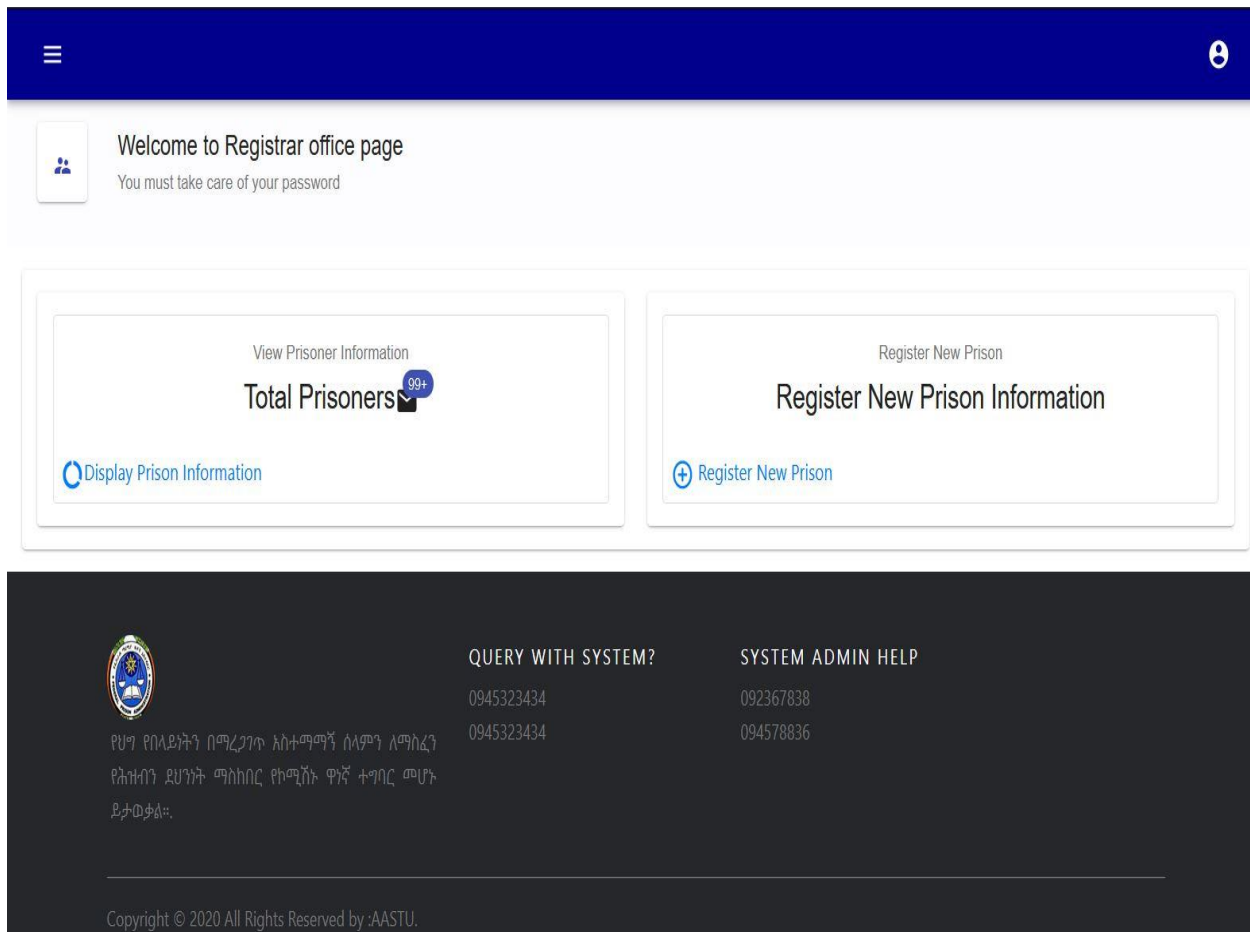 Welcome to Registrar office page
You must take care of your password
View Prisoner Information
Total Prisoners 99+
Display Prison Information
Register New Prison
Register New Prison Information
Register New Prison
QUERY WITH SYSTEM?
0945323434
0945323434
SYSTEM ADMIN HELP
092367838
094578836
የህግ የበላይነትን በማረጋገጥ አስተማማኝ ሰላምን ለማስፈን
የሕዝብን ደህንነት ማስከበር የኮሚሽኑ ዋነኛ ተግባር መሆኑ
ይታወቃል።.
Copyright © 2020 All Rights Reserved by :AASTU.